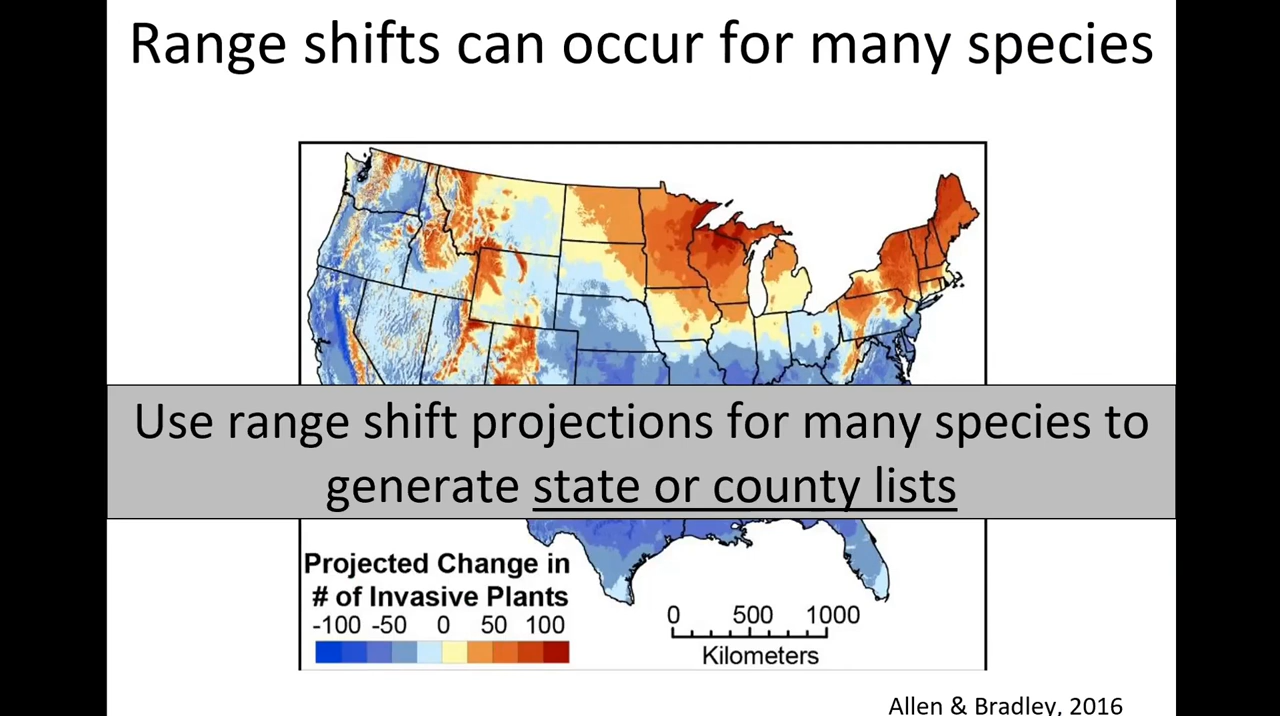 Range shifts can occur for many species
Use range shift projections for many species to
generate state or county lists
Projected Change in
# of Invasive Plants
-100 -50 0 50 100
0 500 1000
Kilometers
Allen & Bradley, 2016